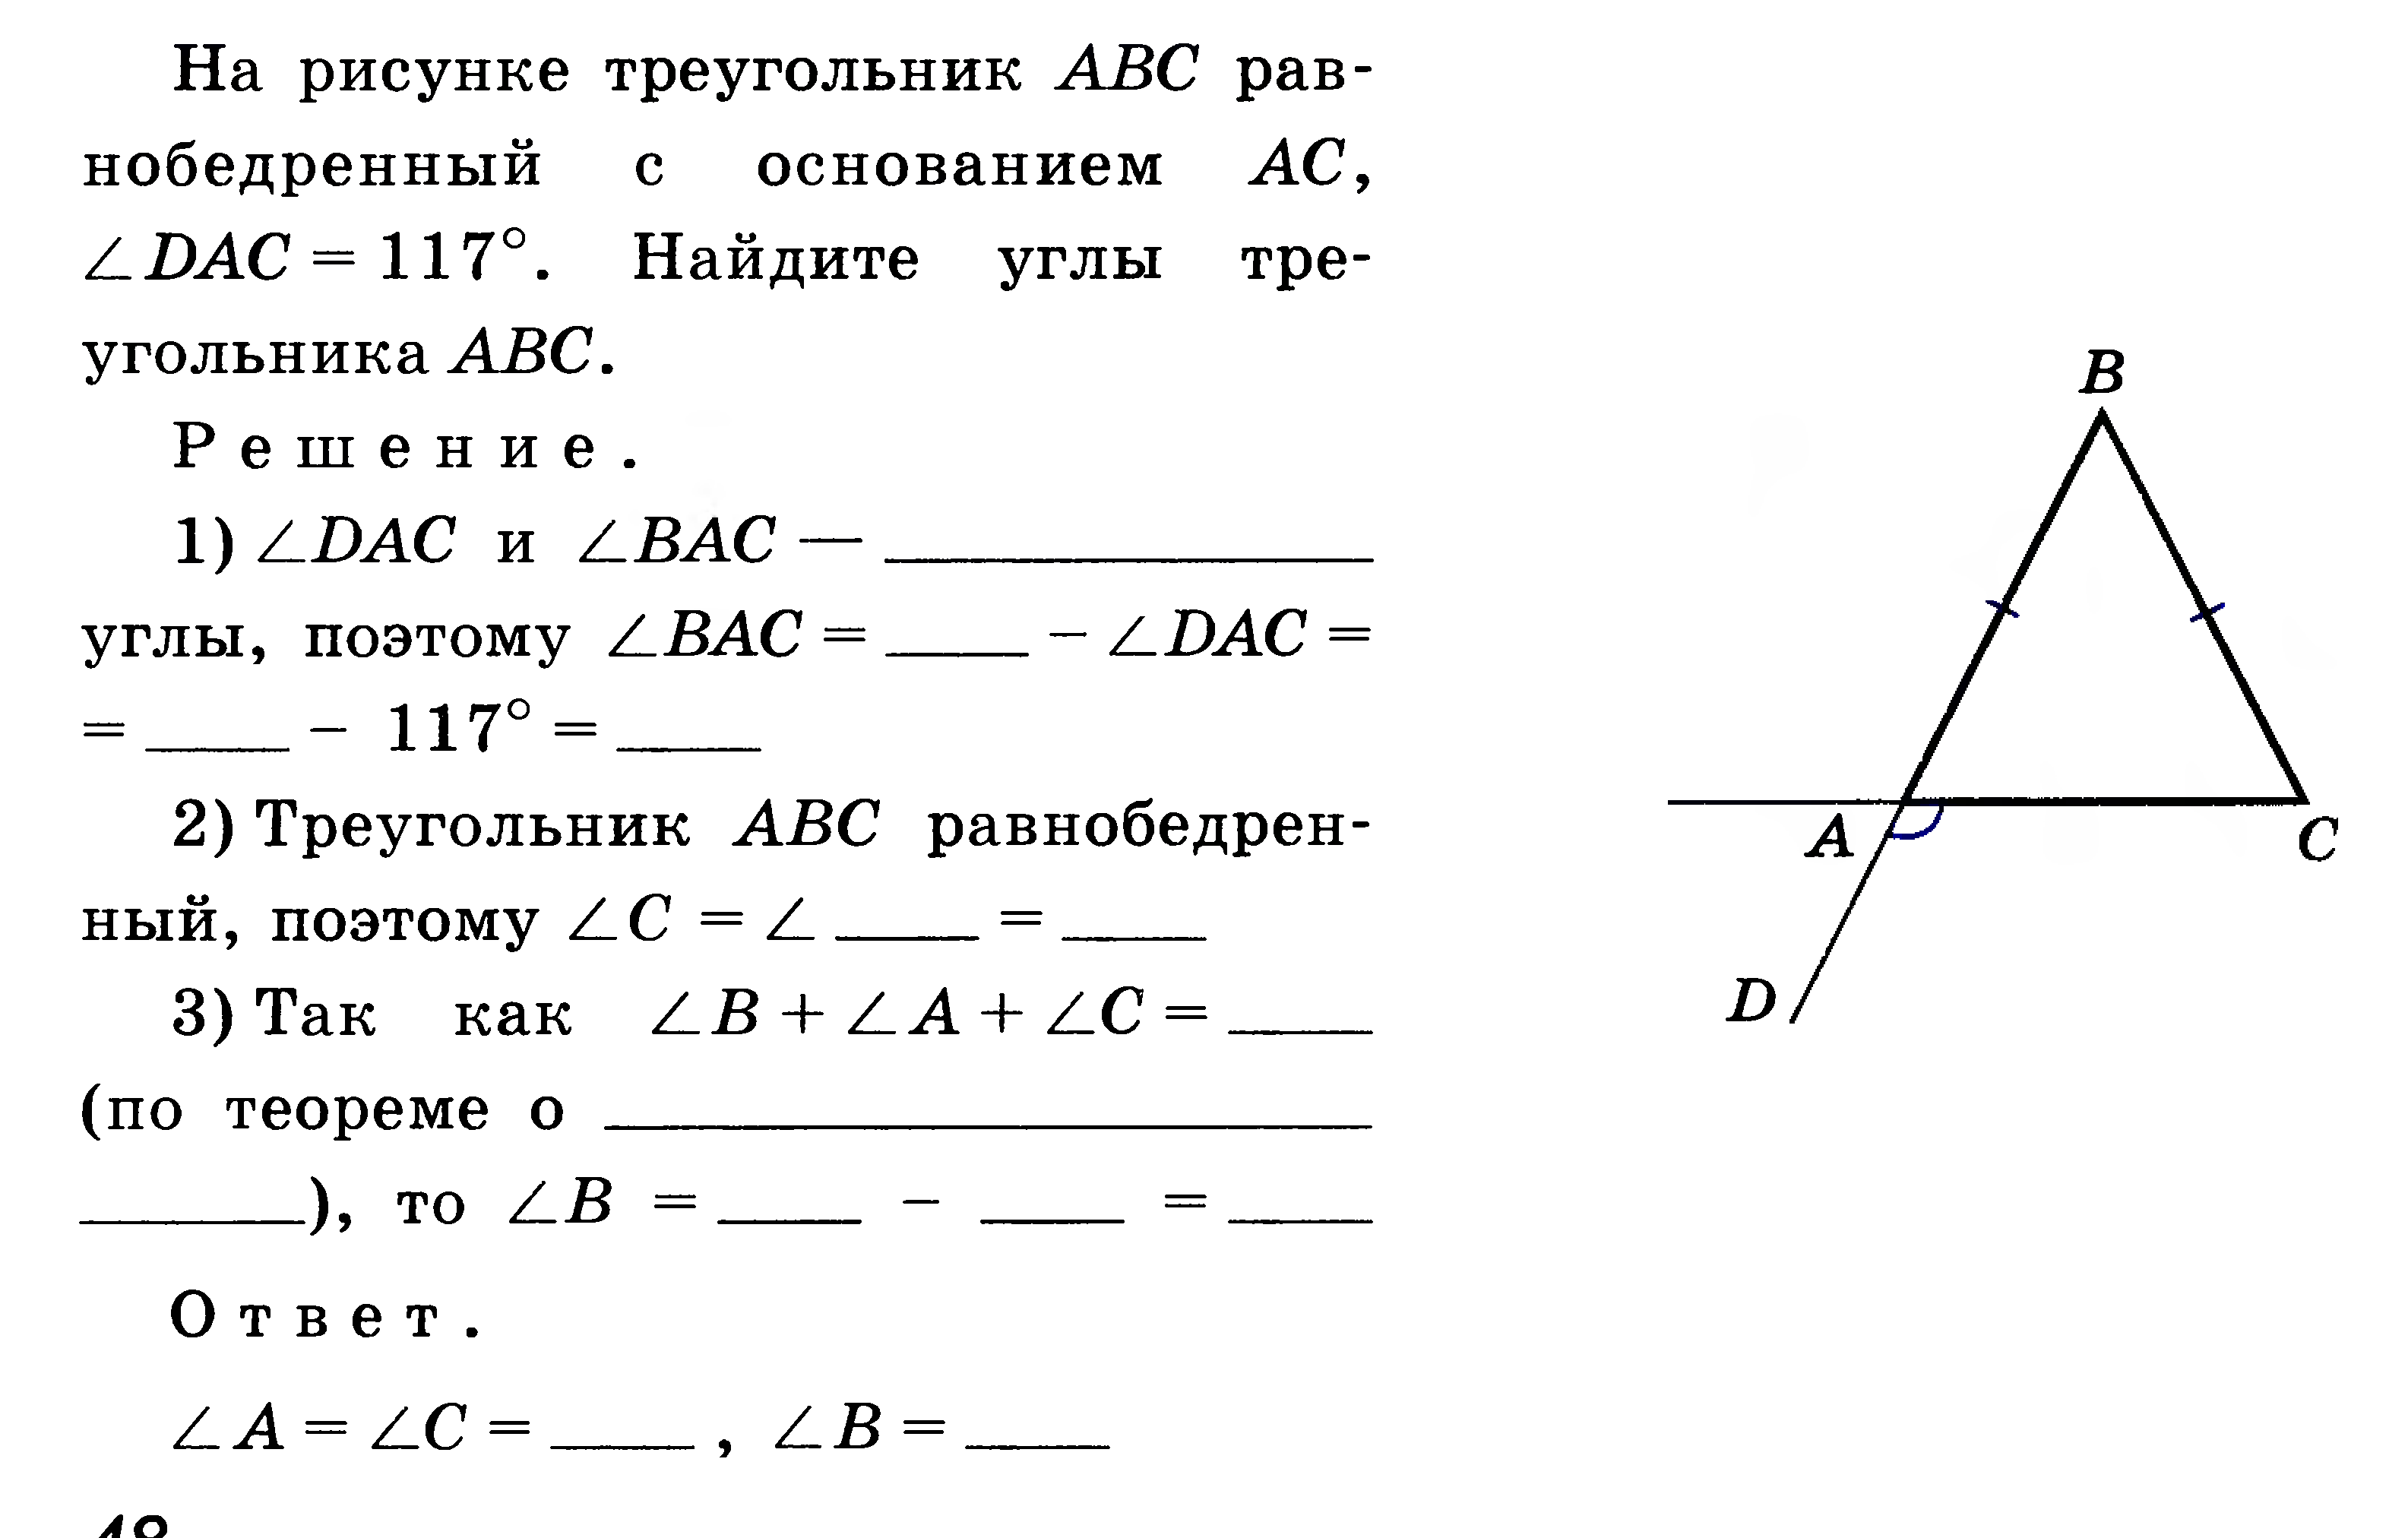 На рисунке треугольник ABC рав-
нобедренный с основанием AC,
∠DAC = 117°. Найдите углы тре-
угольника ABC.
Решение.
1) ∠DAC и ∠BAC — ______________
углы, поэтому ∠BAC = ____ − ∠DAC =
= ____ − 117° = ____
2) Треугольник ABC равнобедрен-
ный, поэтому ∠C = ∠ ____ = ____
3) Так как ∠B + ∠A + ∠C = ____
(по теореме о ______________________
______), то ∠B = ____ − ____ = ____
Ответ.
∠A = ∠C = ____ , ∠B = ____
B
A
C
D